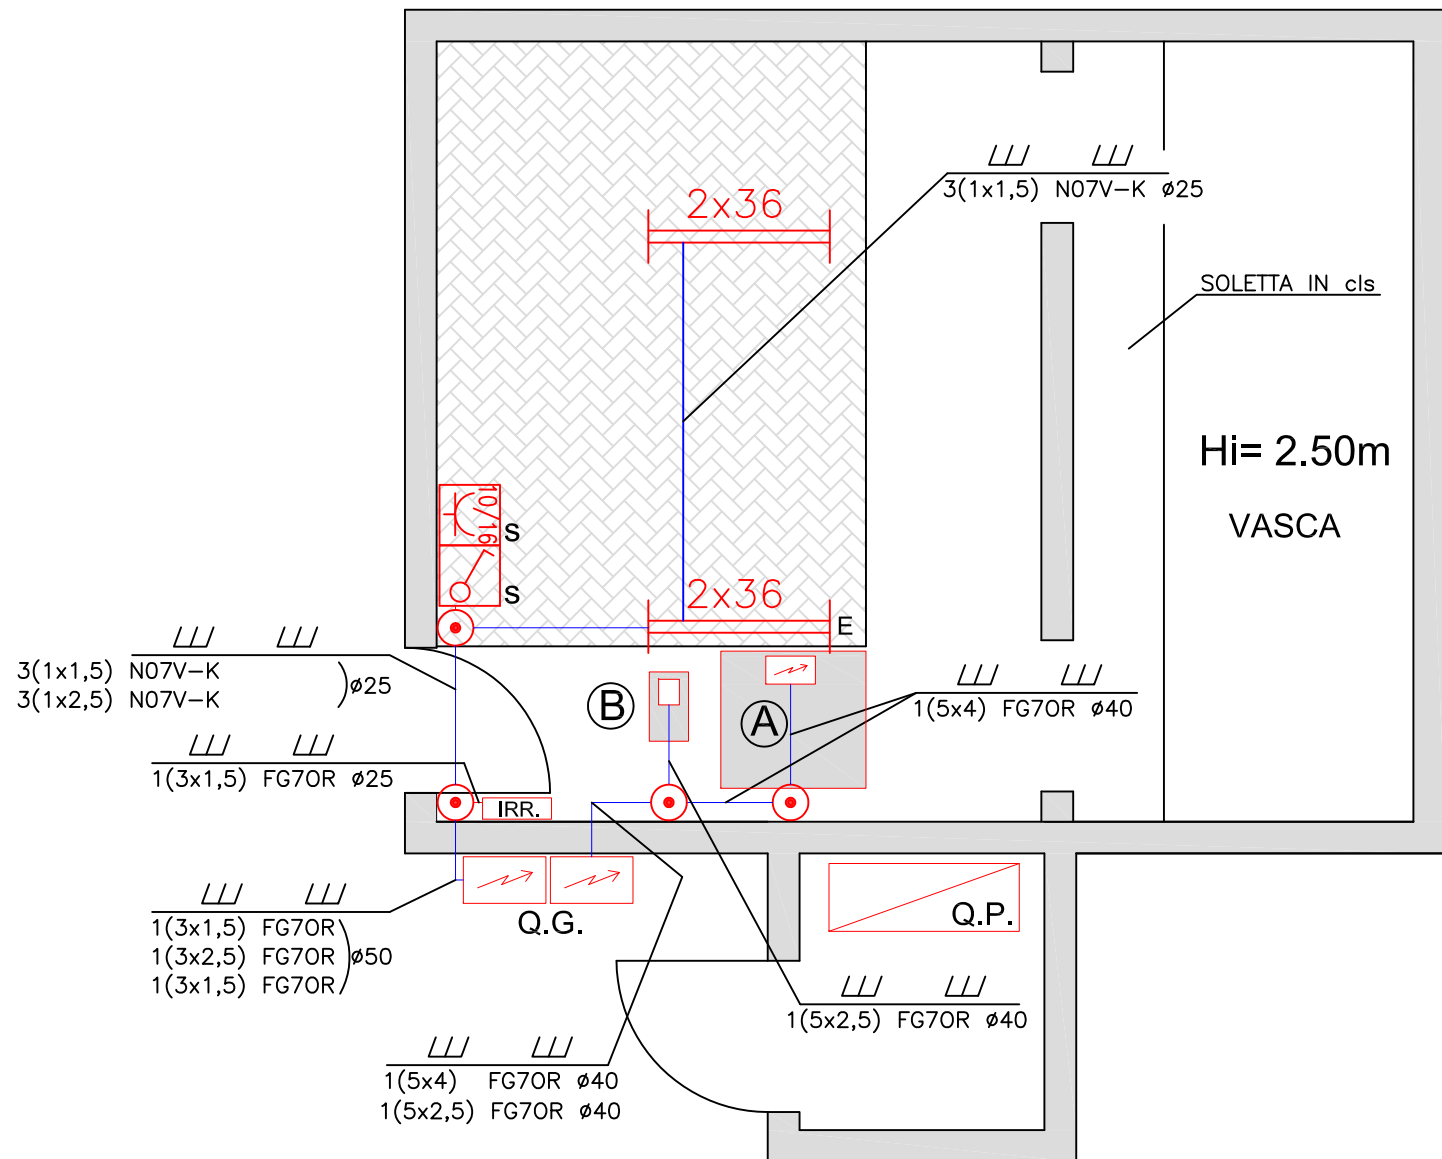 3(1x1,5) N07V-K ø25
2x36
SOLETTA IN cls
Hi= 2.50m
VASCA
10/16
S
S
2x36
E
3(1x1,5) N07V-K
3(1x2,5) N07V-K
ø25
B
A
1(5x4) FG7OR ø40
1(3x1,5) FG7OR ø25
IRR.
Q.G.
Q.P.
1(3x1,5) FG7OR
1(3x2,5) FG7OR ø50
1(3x1,5) FG7OR
1(5x2,5) FG7OR ø40
1(5x4) FG7OR ø40
1(5x2,5) FG7OR ø40